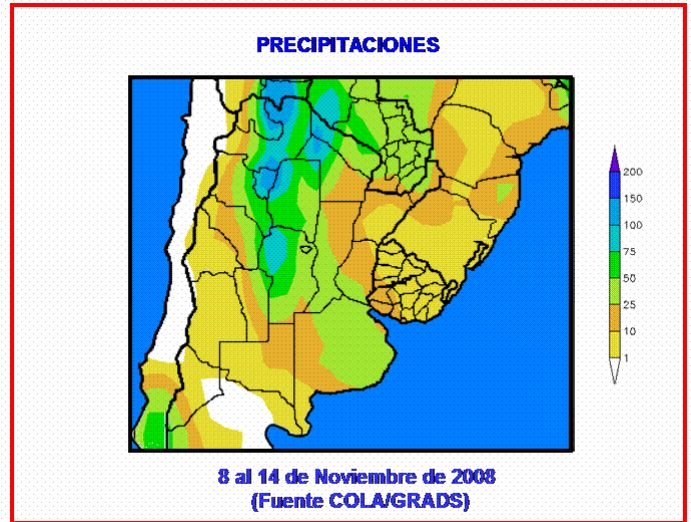 PRECIPITACIONES
200
150
100
75
50
25
10
1
8 al 14 de Noviembre de 2008
(Fuente COLA/GRADS)